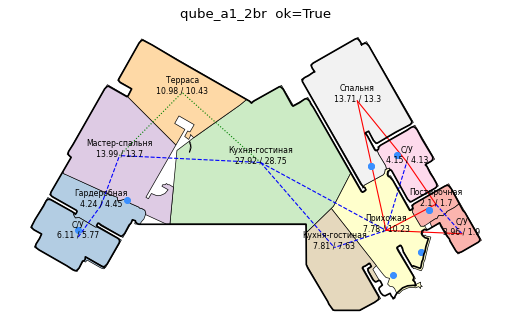 qube_a1_2br ok=True
Терраса
10.98 / 10.43
Спальня
13.71 / 13.3
Мастер-спальня
13.99 / 13.7
Кухня-гостиная
27.92 / 28.75
С/У
4.15 / 4.13
Гардеробная
4.24 / 4.45
Постирочная
2.1 / 1.7
С/У
6.11 / 5.77
Прихожая
7.78 / 10.23
С/У
3.96 / 1.9
Кухня-гостиная
7.81 / 7.63